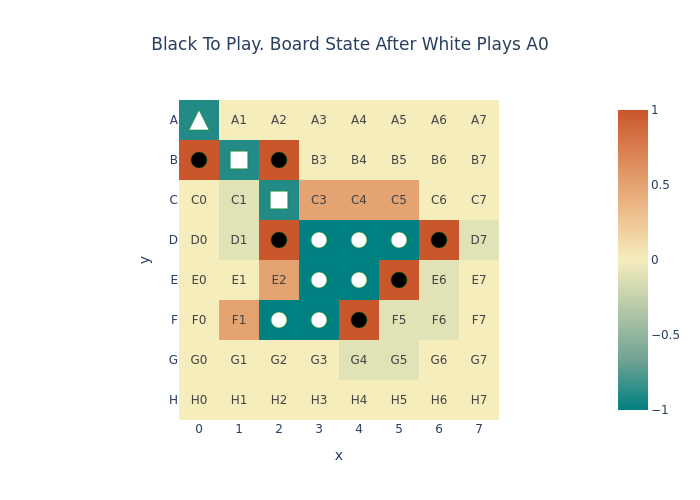 Black To Play. Board State After White Plays A0
A A1 A2 A3 A4 A5 A6 A7
B B3 B4 B5 B6 B7
C C0 C1 C3 C4 C5 C6 C7
D D0 D1 D7
E E0 E1 E2 E6 E7
F F0 F1 F5 F6 F7
G G0 G1 G2 G3 G4 G5 G6 G7
H H0 H1 H2 H3 H4 H5 H6 H7
0 1 2 3 4 5 6 7
x
y
1
0.5
0
−0.5
−1